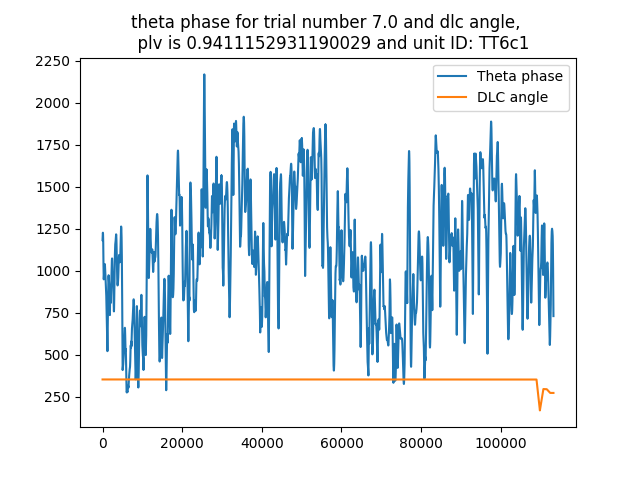 theta phase for trial number 7.0 and dlc angle,
plv is 0.9411152931190029 and unit ID: TT6c1
Theta phase
DLC angle
2250
2000
1750
1500
1250
1000
750
500
250
0 20000 40000 60000 80000 100000